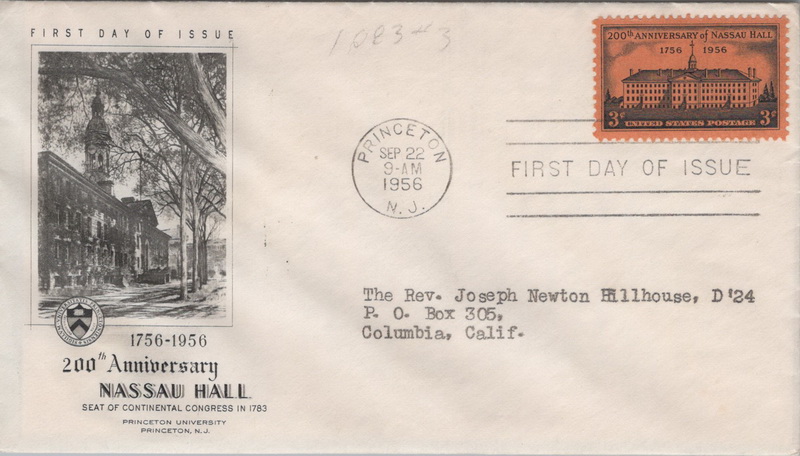 FIRST DAY OF ISSUE
1083#3
200th ANNIVERSARY of NASSAU HALL
1756 1956
3c UNITED STATES POSTAGE 3c
PRINCETON
SEP 22
9-AM
1956
N. J.
FIRST DAY OF ISSUE
The Rev. Joseph Newton Hillhouse, D '24
P. O. Box 305,
Columbia, Calif.
1756-1956
200th Anniversary
NASSAU HALL
SEAT OF CONTINENTAL CONGRESS IN 1783
PRINCETON UNIVERSITY
PRINCETON, N.J.